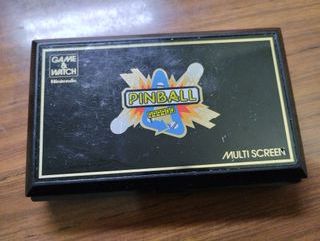 GAME
&
WATCH
Nintendo
PINBALL
MULTI SCREEN